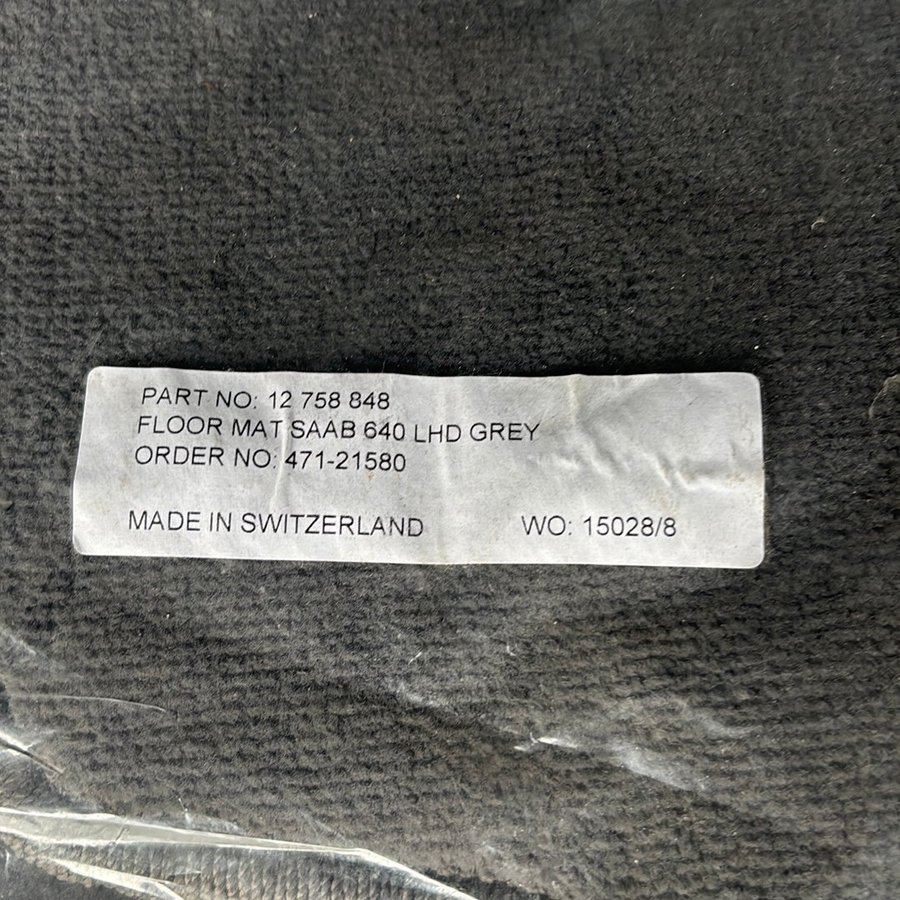 PART NO: 12 758 848
FLOOR MAT SAAB 640 LHD GREY
ORDER NO: 471-21580
MADE IN SWITZERLAND WO: 15028/8